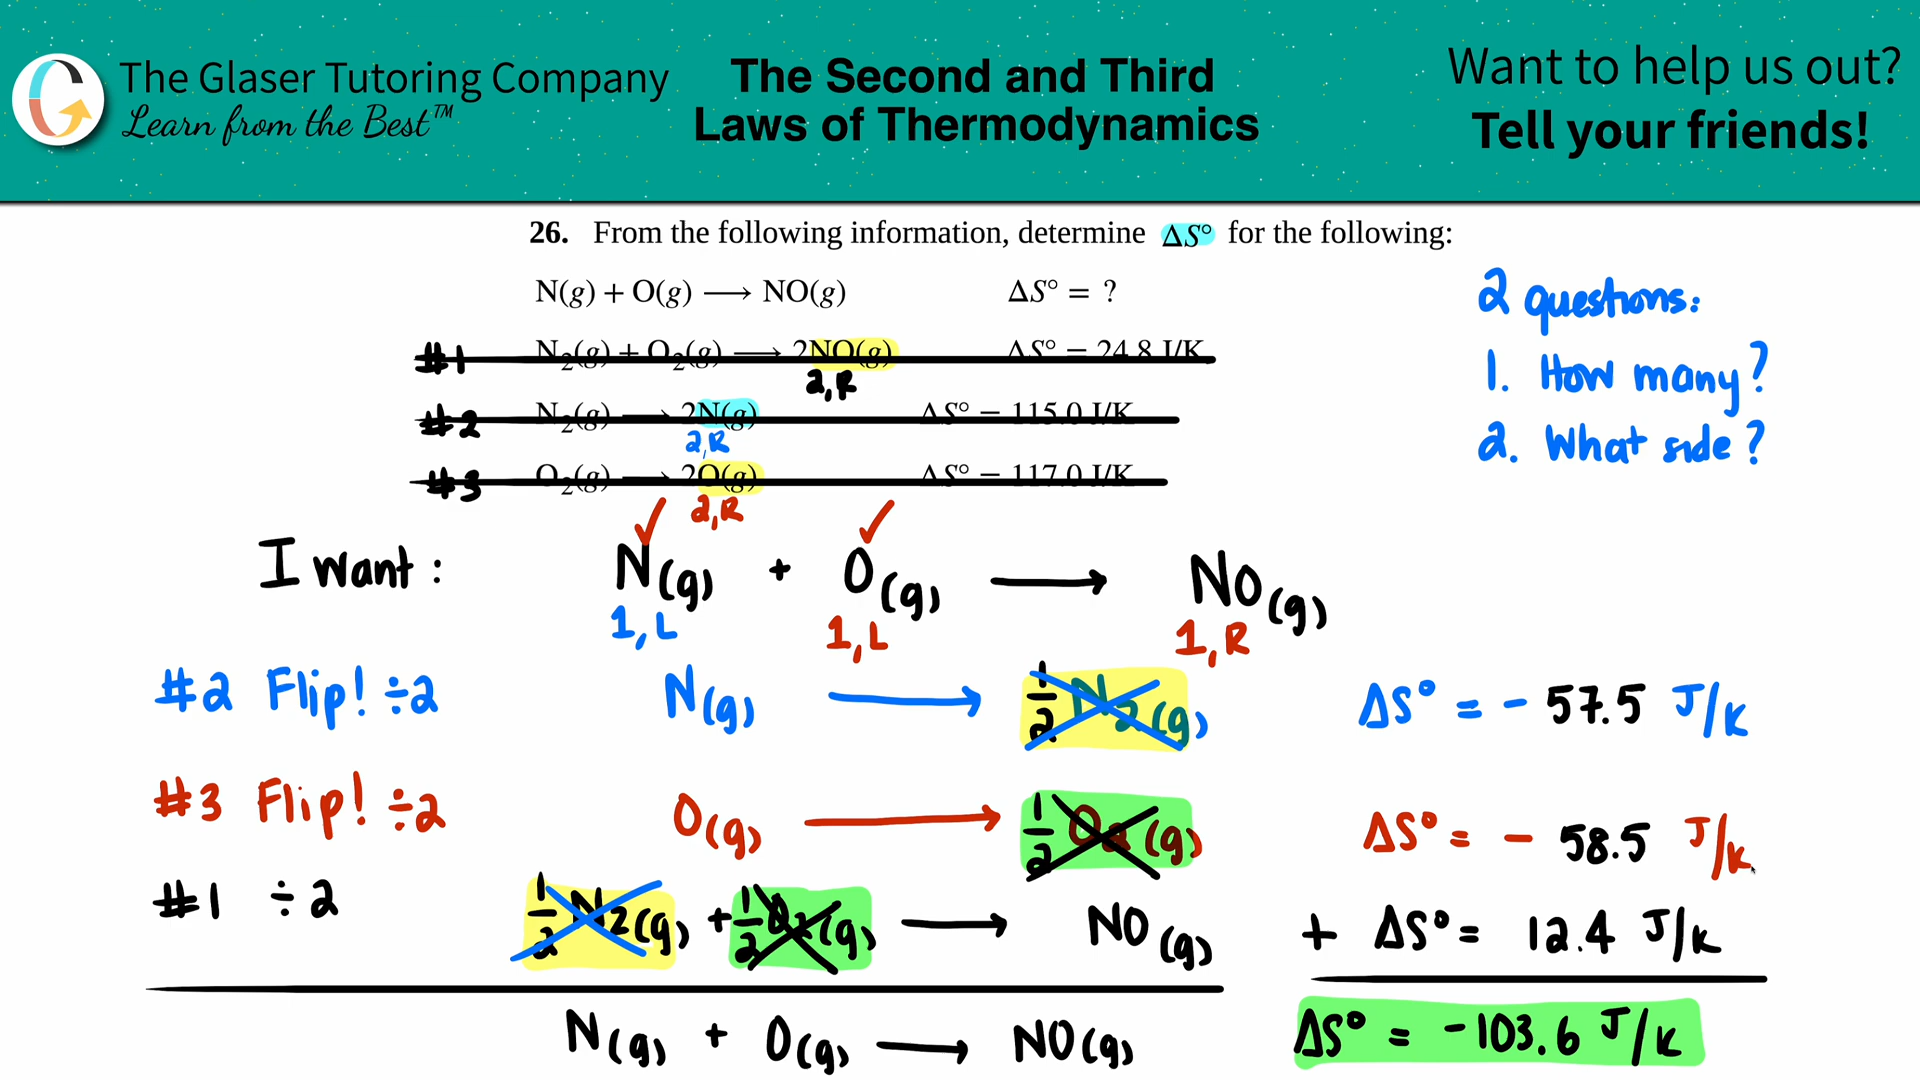 The Glaser Tutoring Company
Learn from the Best™
The Second and Third
Laws of Thermodynamics
Want to help us out?
Tell your friends!
26. From the following information, determine ΔS° for the following:
N(g) + O(g) ⟶ NO(g) ΔS° = ?
#1 N₂(g) + O₂(g) ⟶ 2NO(g) ΔS° = 24.8 J/K
2,R
#2 N₂(g) ⟶ 2N(g) ΔS° = 115.0 J/K
2,R
#3 O₂(g) ⟶ 2O(g) ΔS° = 117.0 J/K
2,R
2 questions:
1. How many?
2. What side?
✓ ✓
I want: N(g) + O(g) ⟶ NO(g)
1,L 1,L 1,R
#2 Flip! ÷2 N(g) ⟶ 1/2 N₂(g) ΔS° = - 57.5 J/K
#3 Flip! ÷2 O(g) ⟶ 1/2 O₂(g) ΔS° = - 58.5 J/K
#1 ÷2 1/2 N₂(g) + 1/2 O₂(g) ⟶ NO(g) + ΔS° = 12.4 J/K
N(g) + O(g) ⟶ NO(g) ΔS° = -103.6 J/K